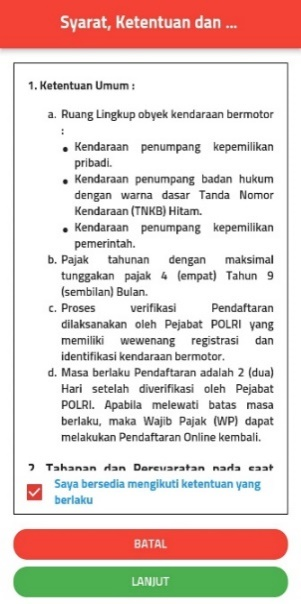 Syarat, Ketentuan dan ...
1. Ketentuan Umum :
a. Ruang Lingkup obyek kendaraan bermotor
:
• Kendaraan penumpang kepemilikan
pribadi.
• Kendaraan penumpang badan hukum
dengan warna dasar Tanda Nomor
Kendaraan (TNKB) Hitam.
• Kendaraan penumpang kepemilikan
pemerintah.
b. Pajak tahunan dengan maksimal
tunggakan pajak 4 (empat) Tahun 9
(sembilan) Bulan.
c. Proses verifikasi Pendaftaran
dilaksanakan oleh Pejabat POLRI yang
memiliki wewenang registrasi dan
identifikasi kendaraan bermotor.
d. Masa berlaku Pendaftaran adalah 2 (dua)
Hari setelah diverifikasi oleh Pejabat
POLRI. Apabila melewati batas masa
berlaku, maka Wajib Pajak (WP) dapat
melakukan Pendaftaran Online kembali.
2. Tahapan dan Persyaratan pada saat
Saya bersedia mengikuti ketentuan yang
berlaku
BATAL
LANJUT